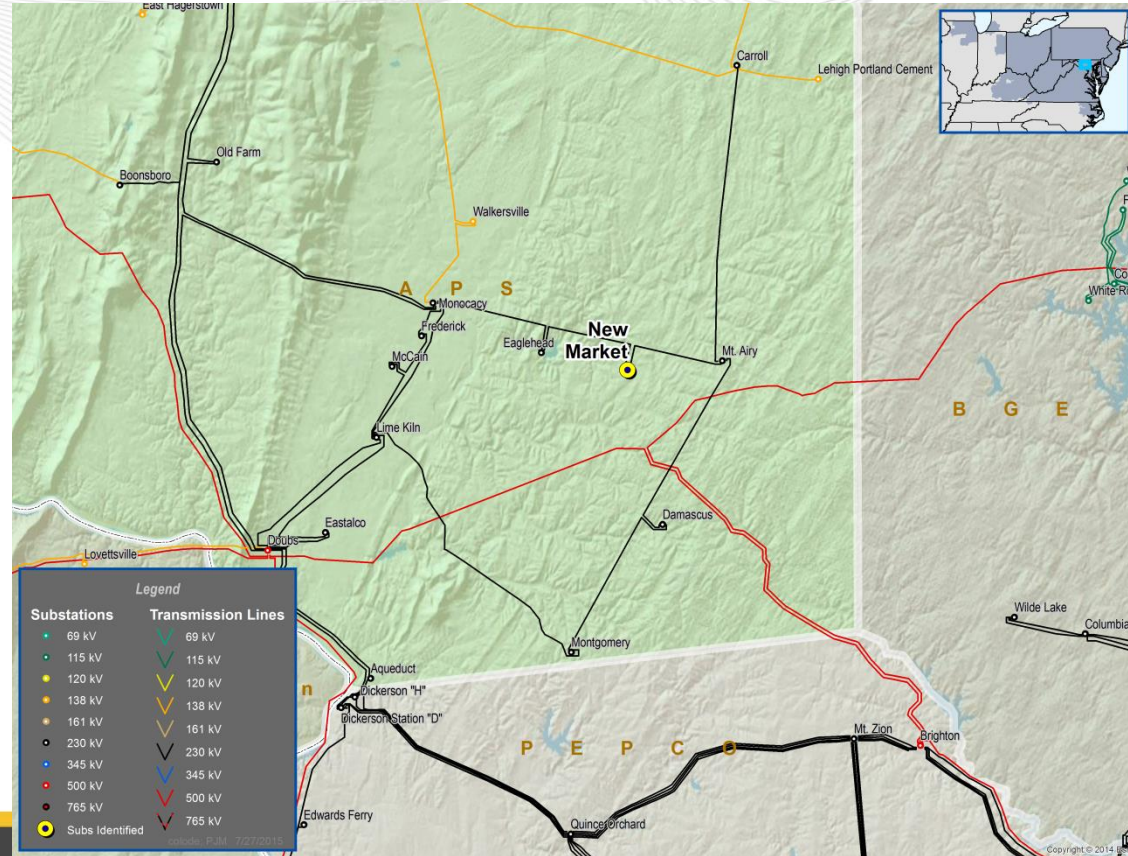 East Hagerstown
Carroll
Lehigh Portland Cement
Old Farm
Boonsboro
Walkersville
A P S
Monocacy
Frederick
New
Market
Eaglehead
McCain
Mt. Airy
White
B G E
Lime Kiln
Damascus
Eastalco
Doubs
Lovettsville
Wilde Lake
Columbia
Montgomery
Aqueduct
Dickerson "H"
Dickerson Station "D"
P E P C O
Mt. Zion
Brighton
Edwards Ferry
Quince Orchard
Legend
Substations Transmission Lines
69 kV 69 kV
115 kV 115 kV
120 kV 120 kV
138 kV 138 kV
161 kV 161 kV
230 kV 230 kV
345 kV 345 kV
500 kV 500 kV
765 kV 765 kV
Subs Identified
PJM 7/27/2015
n
Copyright © 2014